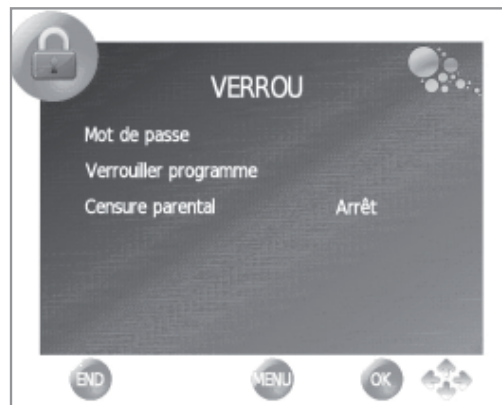 VERROU
Mot de passe
Verrouiller programme
Censure parental Arrêt
END MENU OK